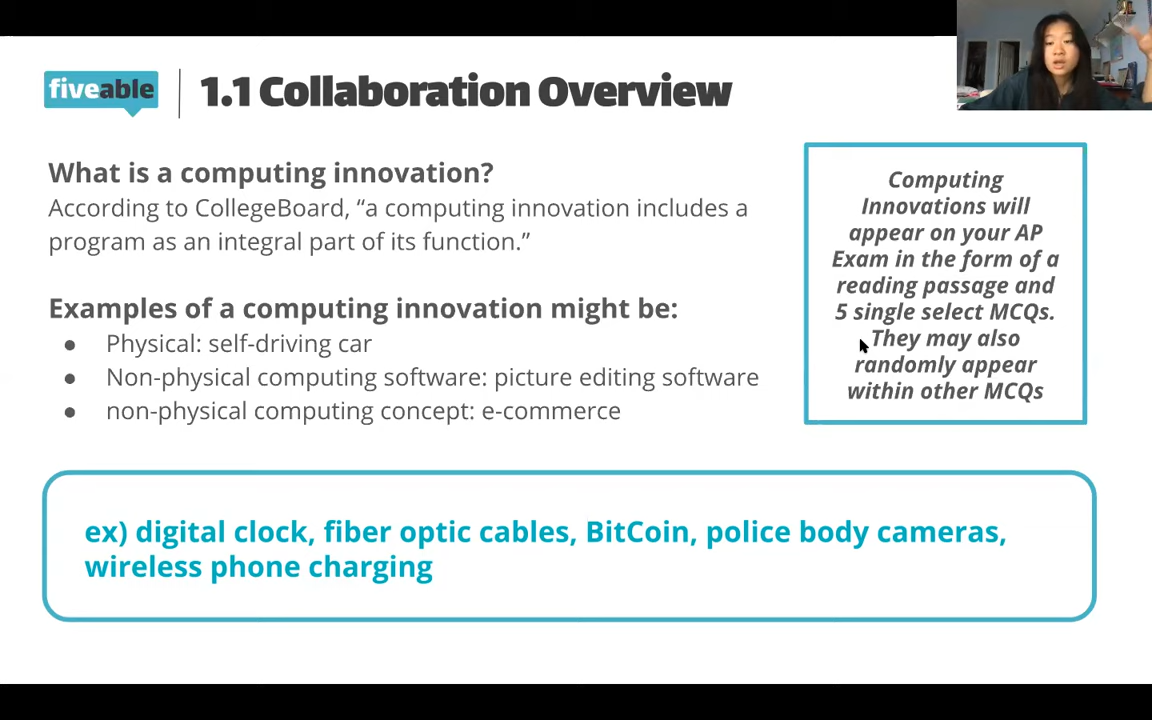 fiveable
1.1 Collaboration Overview
What is a computing innovation?
According to CollegeBoard, “a computing innovation includes a
program as an integral part of its function.”
Examples of a computing innovation might be:
● Physical: self-driving car
● Non-physical computing software: picture editing software
● non-physical computing concept: e-commerce
Computing
Innovations will
appear on your AP
Exam in the form of a
reading passage and
5 single select MCQs.
They may also
randomly appear
within other MCQs
ex) digital clock, fiber optic cables, BitCoin, police body cameras,
wireless phone charging